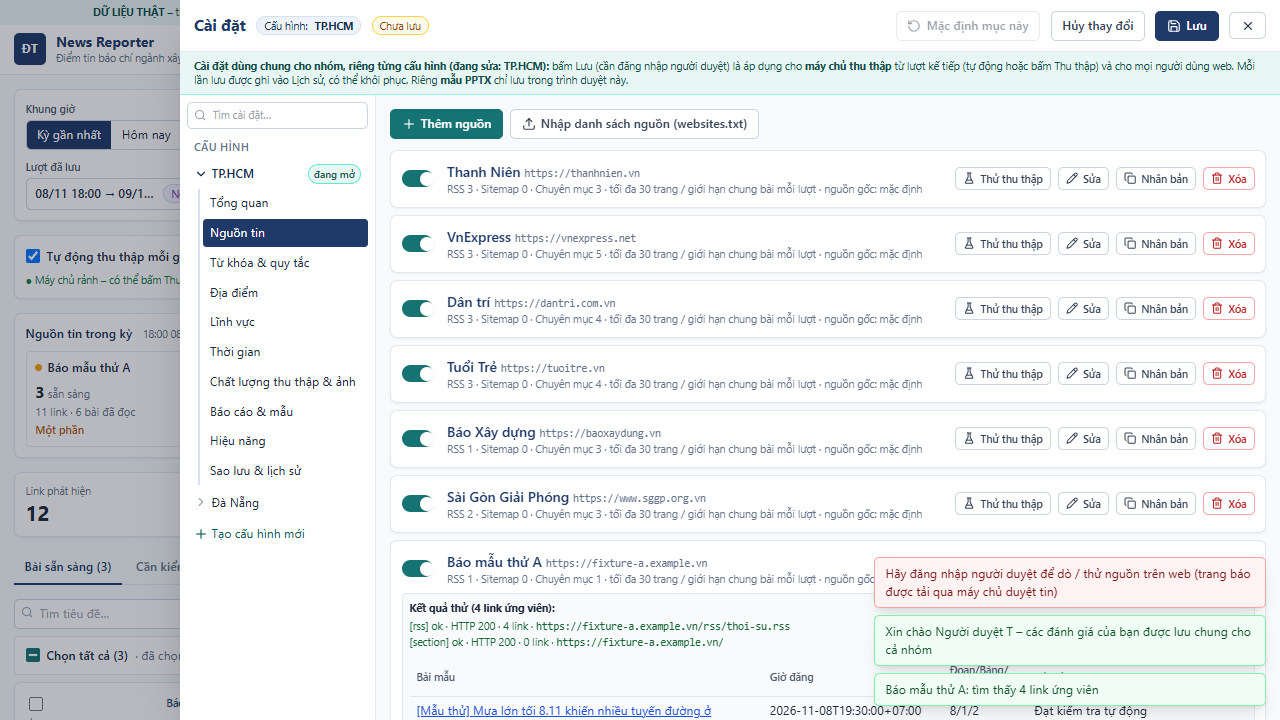 DỮ LIỆU THẬT – t
ĐT
News Reporter
Điểm tin báo chí ngành xây
Khung giờ
Kỳ gần nhất
Hôm nay
Lượt đã lưu
08/11 18:00 → 09/1...
Tự động thu thập mỗi g
● Máy chủ rảnh – có thể bấm Thu
Nguồn tin trong kỳ
18:00 08
Báo mẫu thử A
3 sẵn sàng
11 link · 6 bài đã đọc
Một phần
Link phát hiện
12
Bài sẵn sàng (3)
Cần kiể
Tìm tiêu đề...
Chọn tất cả (3) · đã chọn
Báo
Cài đặt
Cấu hình: TP.HCM
Chưa lưu
Mặc định mục này
Hủy thay đổi
Lưu
Cài đặt dùng chung cho nhóm, riêng từng cấu hình (đang sửa: TP.HCM): bấm Lưu (cần đăng nhập người duyệt) là áp dụng cho máy chủ thu thập từ lượt kế tiếp (tự động hoặc bấm Thu thập) và cho mọi người dùng web. Mỗi
lần lưu được ghi vào Lịch sử, có thể khôi phục. Riêng mẫu PPTX chỉ lưu trong trình duyệt này.
Tìm cài đặt...
CẤU HÌNH
TP.HCM
đang mở
Tổng quan
Nguồn tin
Từ khóa & quy tắc
Địa điểm
Lĩnh vực
Thời gian
Chất lượng thu thập & ảnh
Báo cáo & mẫu
Hiệu năng
Sao lưu & lịch sử
Đà Nẵng
Tạo cấu hình mới
Thêm nguồn
Nhập danh sách nguồn (websites.txt)
Thanh Niên https://thanhnien.vn
RSS 3 · Sitemap 0 · Chuyên mục 3 · tối đa 30 trang / giới hạn chung bài mỗi lượt · nguồn gốc: mặc định
Thử thu thập
Sửa
Nhân bản
Xóa
VnExpress https://vnexpress.net
RSS 3 · Sitemap 0 · Chuyên mục 5 · tối đa 30 trang / giới hạn chung bài mỗi lượt · nguồn gốc: mặc định
Thử thu thập
Sửa
Nhân bản
Xóa
Dân trí https://dantri.com.vn
RSS 3 · Sitemap 0 · Chuyên mục 4 · tối đa 30 trang / giới hạn chung bài mỗi lượt · nguồn gốc: mặc định
Thử thu thập
Sửa
Nhân bản
Xóa
Tuổi Trẻ https://tuoitre.vn
RSS 3 · Sitemap 0 · Chuyên mục 4 · tối đa 30 trang / giới hạn chung bài mỗi lượt · nguồn gốc: mặc định
Thử thu thập
Sửa
Nhân bản
Xóa
Báo Xây dựng https://baoxaydung.vn
RSS 1 · Sitemap 0 · Chuyên mục 3 · tối đa 30 trang / giới hạn chung bài mỗi lượt · nguồn gốc: mặc định
Thử thu thập
Sửa
Nhân bản
Xóa
Sài Gòn Giải Phóng https://www.sggp.org.vn
RSS 2 · Sitemap 0 · Chuyên mục 3 · tối đa 30 trang / giới hạn chung bài mỗi lượt · nguồn gốc: mặc định
Thử thu thập
Sửa
Nhân bản
Xóa
Báo mẫu thử A https://fixture-a.example.vn
RSS 1 · Sitemap 0 · Chuyên mục 1 · tối đa 30 trang / giới hạn chung bài mỗi lượt · nguồn gốc
Kết quả thử (4 link ứng viên):
[rss] ok · HTTP 200 · 4 link · https://fixture-a.example.vn/rss/thoi-su.rss
[section] ok · HTTP 200 · 0 link · https://fixture-a.example.vn/
Bài mẫu
Giờ đăng
Đoạn/Bảng/
[Mẫu thử] Mưa lớn tối 8.11 khiến nhiều tuyến đường ở
2026-11-08T19:30:00+07:00
8/1/2
Đạt kiểm tra tự động
Hãy đăng nhập người duyệt để dò / thử nguồn trên web (trang báo
được tải qua máy chủ duyệt tin)
Xin chào Người duyệt T – các đánh giá của bạn được lưu chung cho
cả nhóm
Báo mẫu thử A: tìm thấy 4 link ứng viên